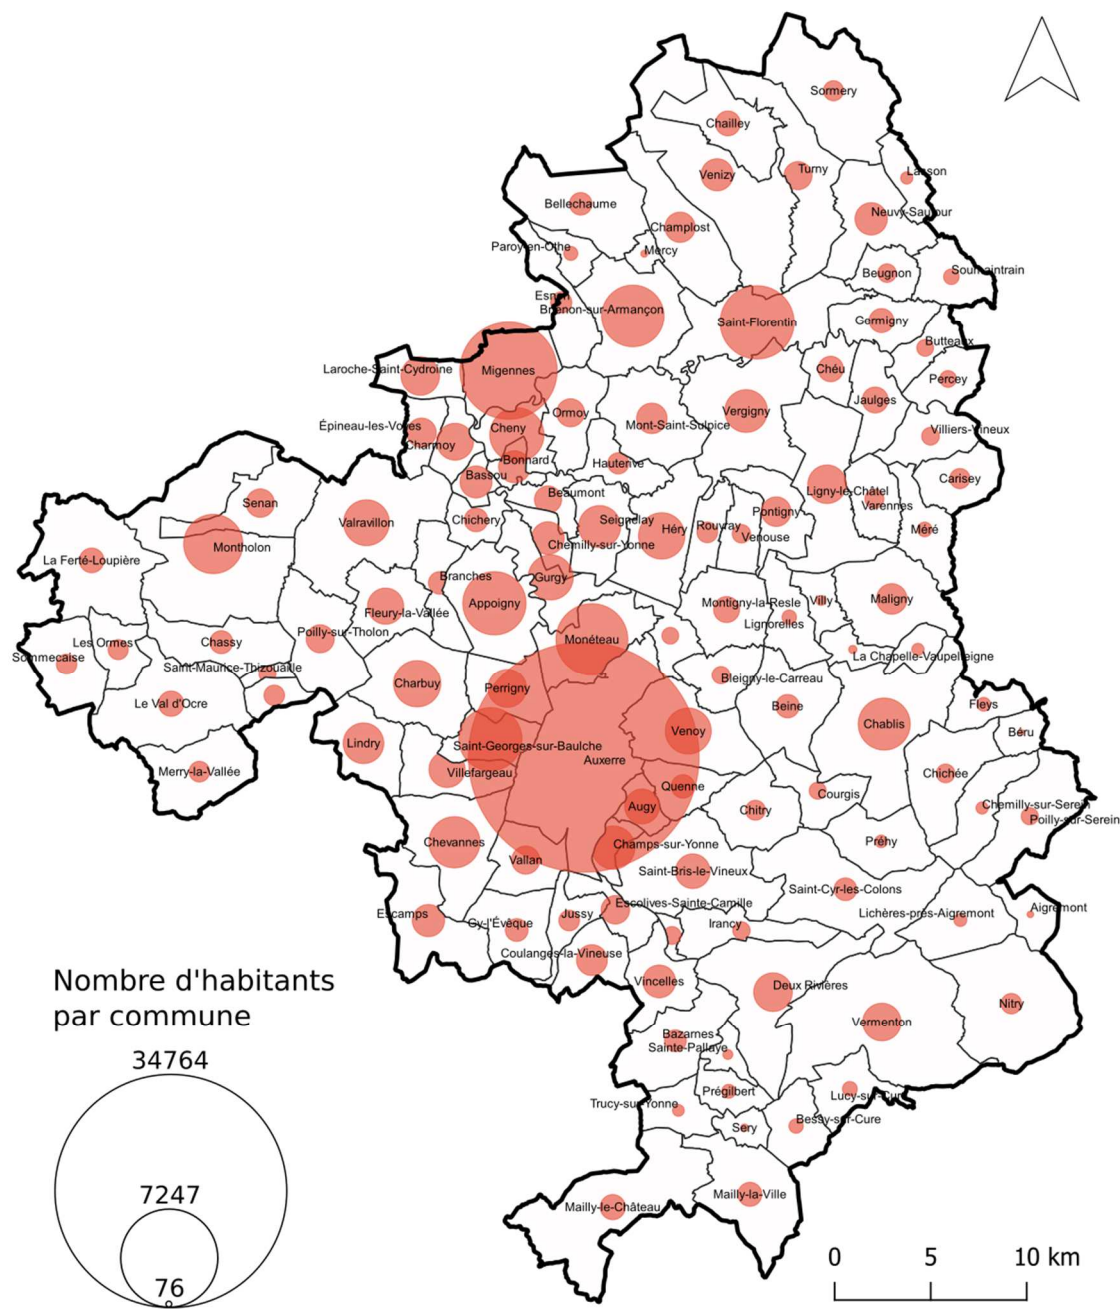 Sormery
Chailley
Lasson
Venizy
Turny
Bellechaume
Neuvy-Sautour
Champlost
Paroy-en-Othe
Mercy
Beugnon
Soumaintrain
Esnon
Brienon-sur-Armançon
Saint-Florentin
Germigny
Butteaux
Laroche-Saint-Cydroine
Migennes
Chéu
Percey
Jaulges
Ormoy
Vergigny
Épineau-les-Voves
Cheny
Mont-Saint-Sulpice
Villiers-Vineux
Charmoy
Bonnard
Hauterive
Bassou
Carisey
Beaumont
Ligny-le-Châtel
Senan
Varennes
Valravillon
Chichery
Seignelay
Pontigny
Héry
Rouvray
Méré
Venouse
Montholon
Chemilly-sur-Yonne
La Ferté-Loupière
Branches
Gurgy
Appoigny
Montigny-la-Resle
Villy
Maligny
Fleury-la-Vallée
Lignorelles
Poilly-sur-Tholon
Monéteau
Les Ormes
Chassy
Sommecaise
La Chapelle-Vaupelteigne
Saint-Maurice-Thizouaille
Bleigny-le-Carreau
Charbuy
Perrigny
Le Val d'Ocre
Beine
Fleys
Chablis
Venoy
Béru
Lindry
Saint-Georges-sur-Baulche
Auxerre
Merry-la-Vallée
Villefargeau
Chichée
Quenne
Courgis
Augy
Chitry
Chemilly-sur-Serein
Poilly-sur-Serein
Chevannes
Champs-sur-Yonne
Préhy
Vallan
Saint-Bris-le-Vineux
Saint-Cyr-les-Colons
Escolives-Sainte-Camille
Escamps
Jussy
Lichères-près-Aigremont
Aigremont
Gy-l'Évêque
Irancy
Coulanges-la-Vineuse
Vincelles
Deux Rivières
Nitry
Vermenton
Bazarnes
Sainte-Pallaye
Prégilbert
Lucy-sur-Cure
Trucy-sur-Yonne
Bessy-sur-Cure
Sery
Mailly-la-Ville
Mailly-le-Château
Nombre d'habitants
par commune
34764
7247
76
0 5 10 km